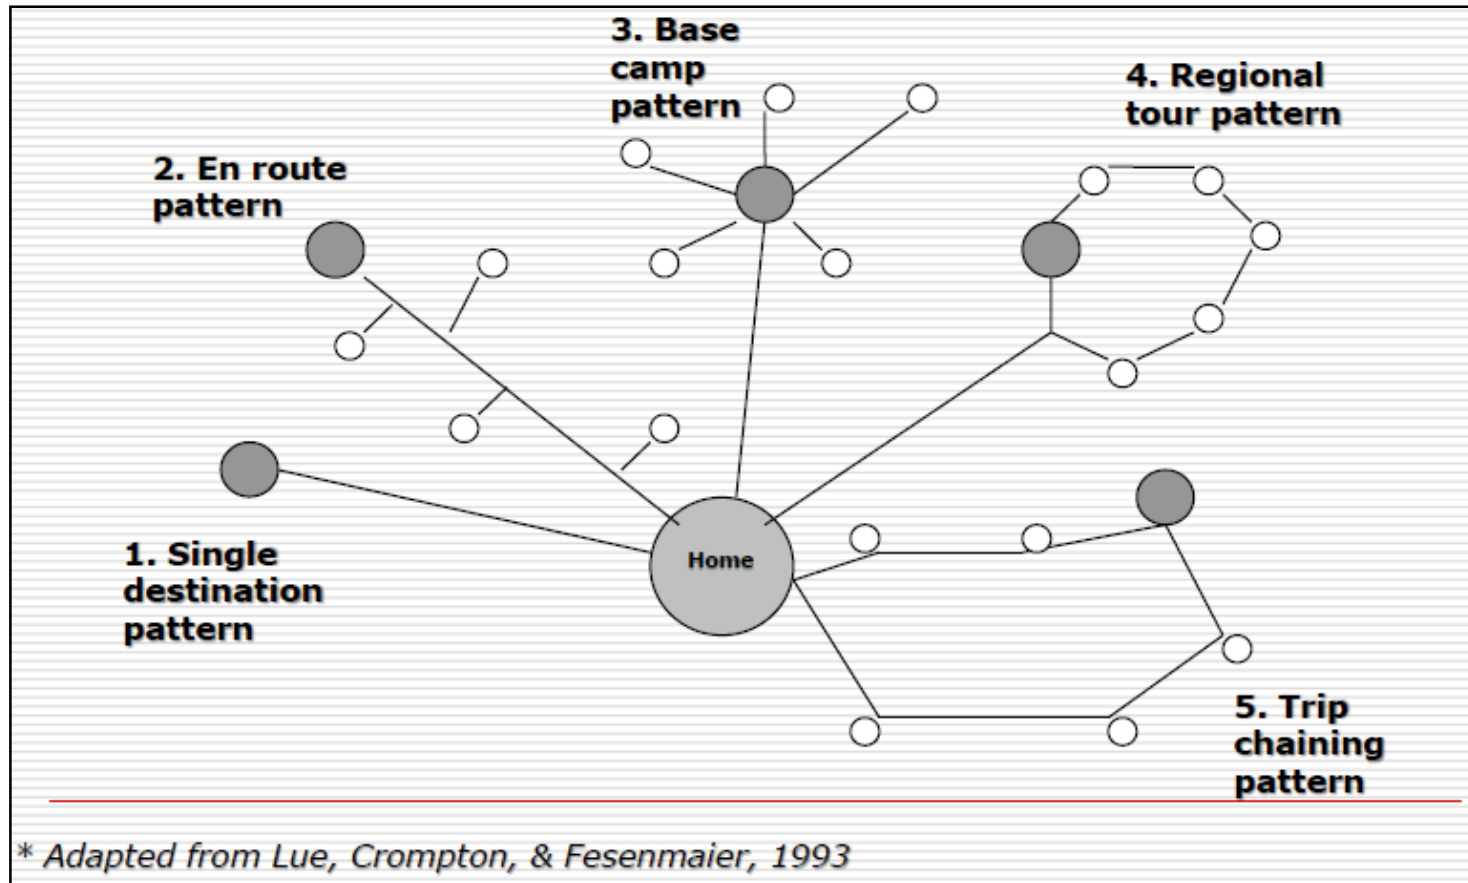 3. Base
camp
pattern
4. Regional
tour pattern
2. En route
pattern
1. Single
destination
pattern
Home
5. Trip
chaining
pattern
* Adapted from Lue, Crompton, & Fesenmaier, 1993